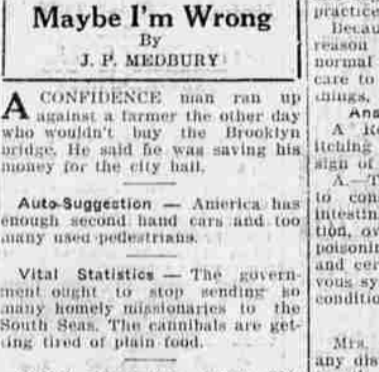 Maybe I'm Wrong
By
J. P. MEDBURY
A CONFIDENCE man ran up
against a farmer the other day
who wouldn't buy the Brooklyn
bridge. He said he was saving his
money for the city hall.
Auto-Suggestion — America has
enough second hand cars and too
many used pedestrians.
Vital Statistics — The govern-
ment ought to stop sending so
many homely missionaries to the
South Seas. The cannibals are get-
ting tired of plain food.
practice
Becau
reason
normal
care to
things.
Ans
A
itching
sign of
A.—T
to con
intestin
tion, ov
poisonin
and cer
vous sy
conditio
Mrs.
any dis